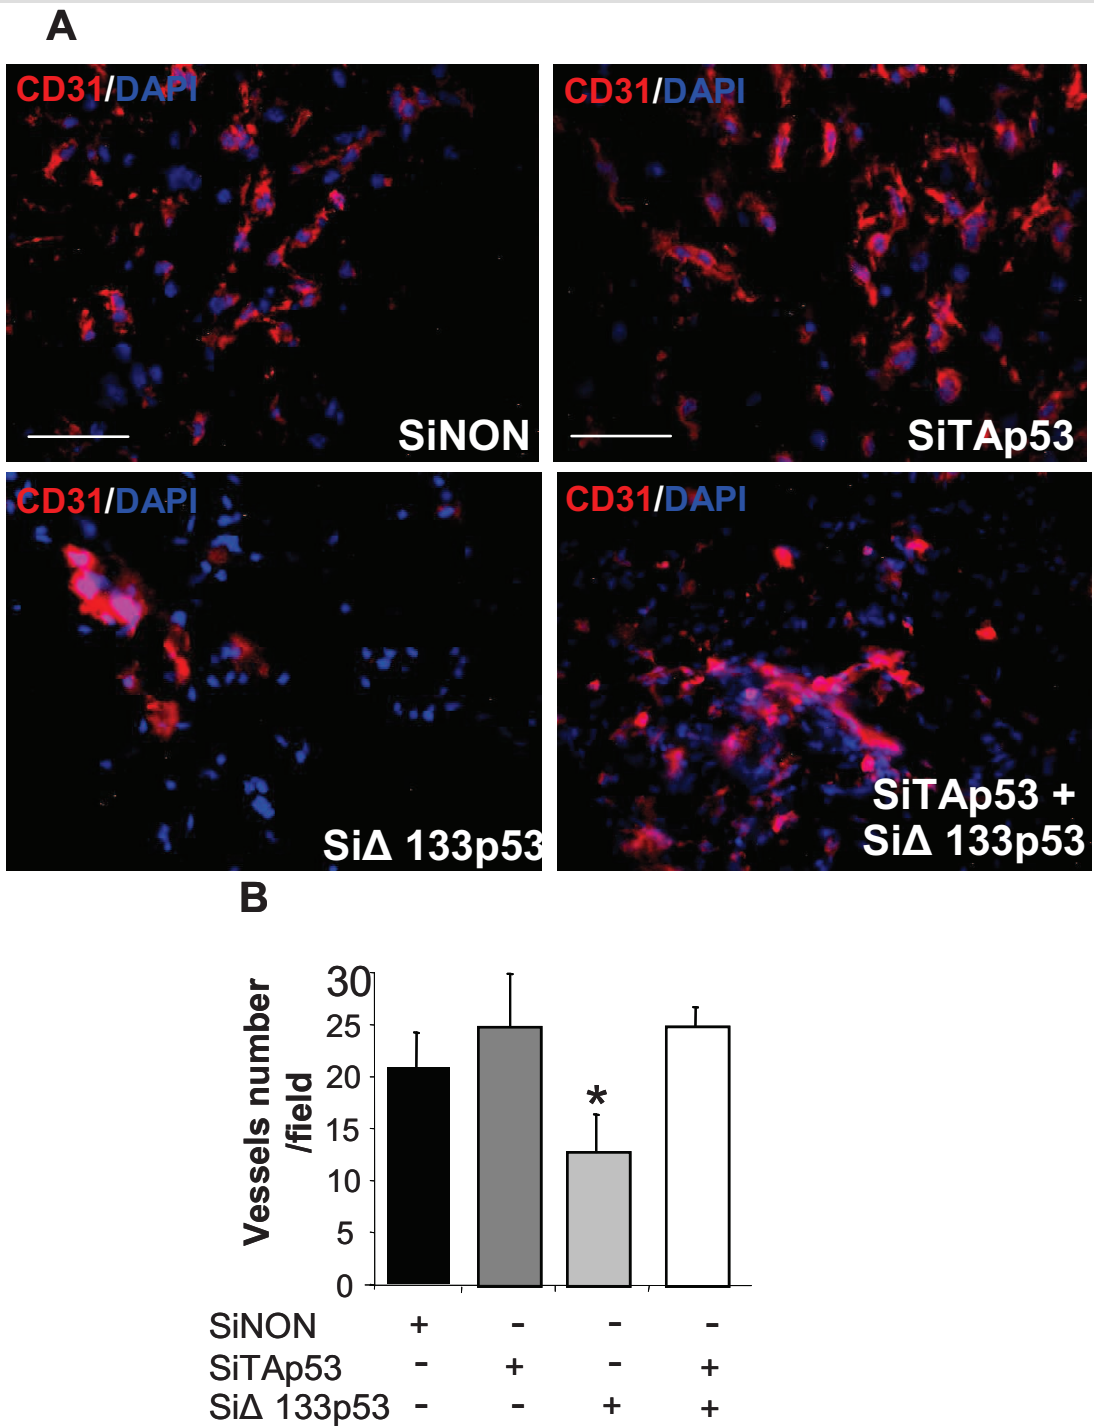 A
CD31/DAPI
CD31/DAPI
SiNON
SiTAp53
CD31/DAPI
CD31/DAPI
SiΔ 133p53
SiTAp53 +
SiΔ 133p53
B
Vessels number
/field
30
25
20
15
10
5
0
*
SiNON + - - -
SiTAp53 - + - +
SiΔ 133p53 - - + +